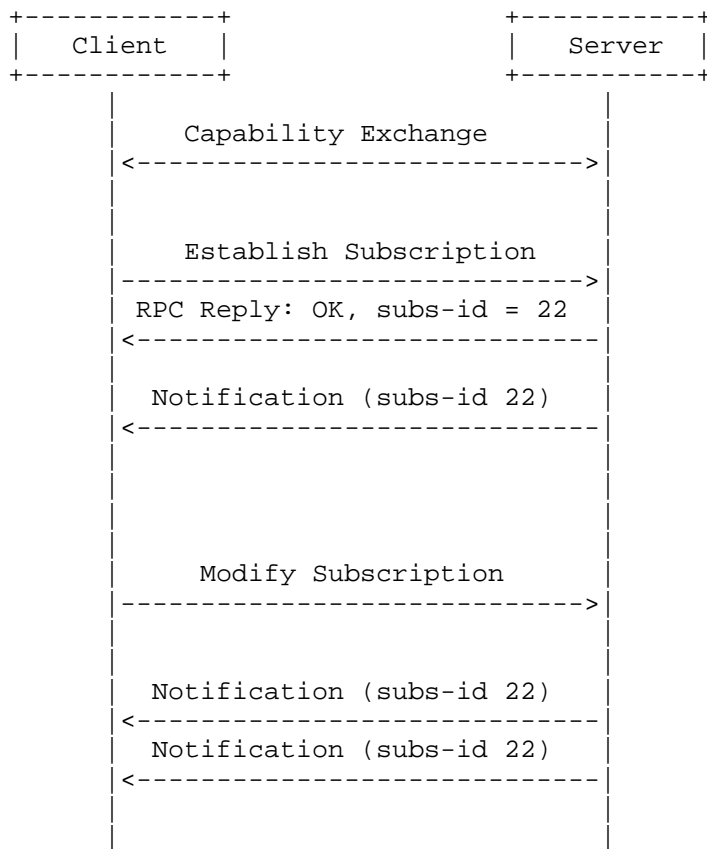 Client Server
Capability Exchange
Establish Subscription
RPC Reply: OK, subs-id = 22
Notification (subs-id 22)
Modify Subscription
Notification (subs-id 22)
Notification (subs-id 22)